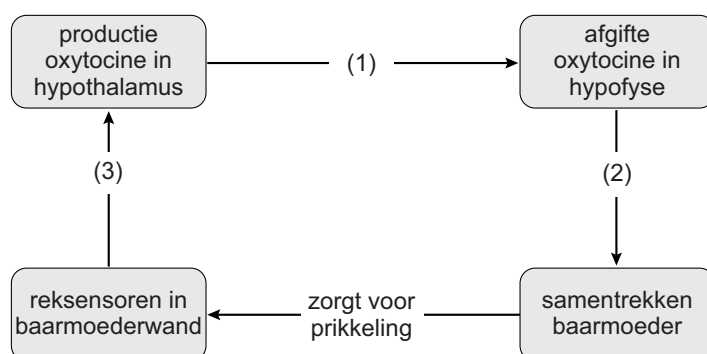 productie
oxytocine in
hypothalamus
(1)
afgifte
oxytocine in
hypofyse
(3)
(2)
reksensoren in
baarmoederwand
zorgt voor
prikkeling
samentrekken
baarmoeder